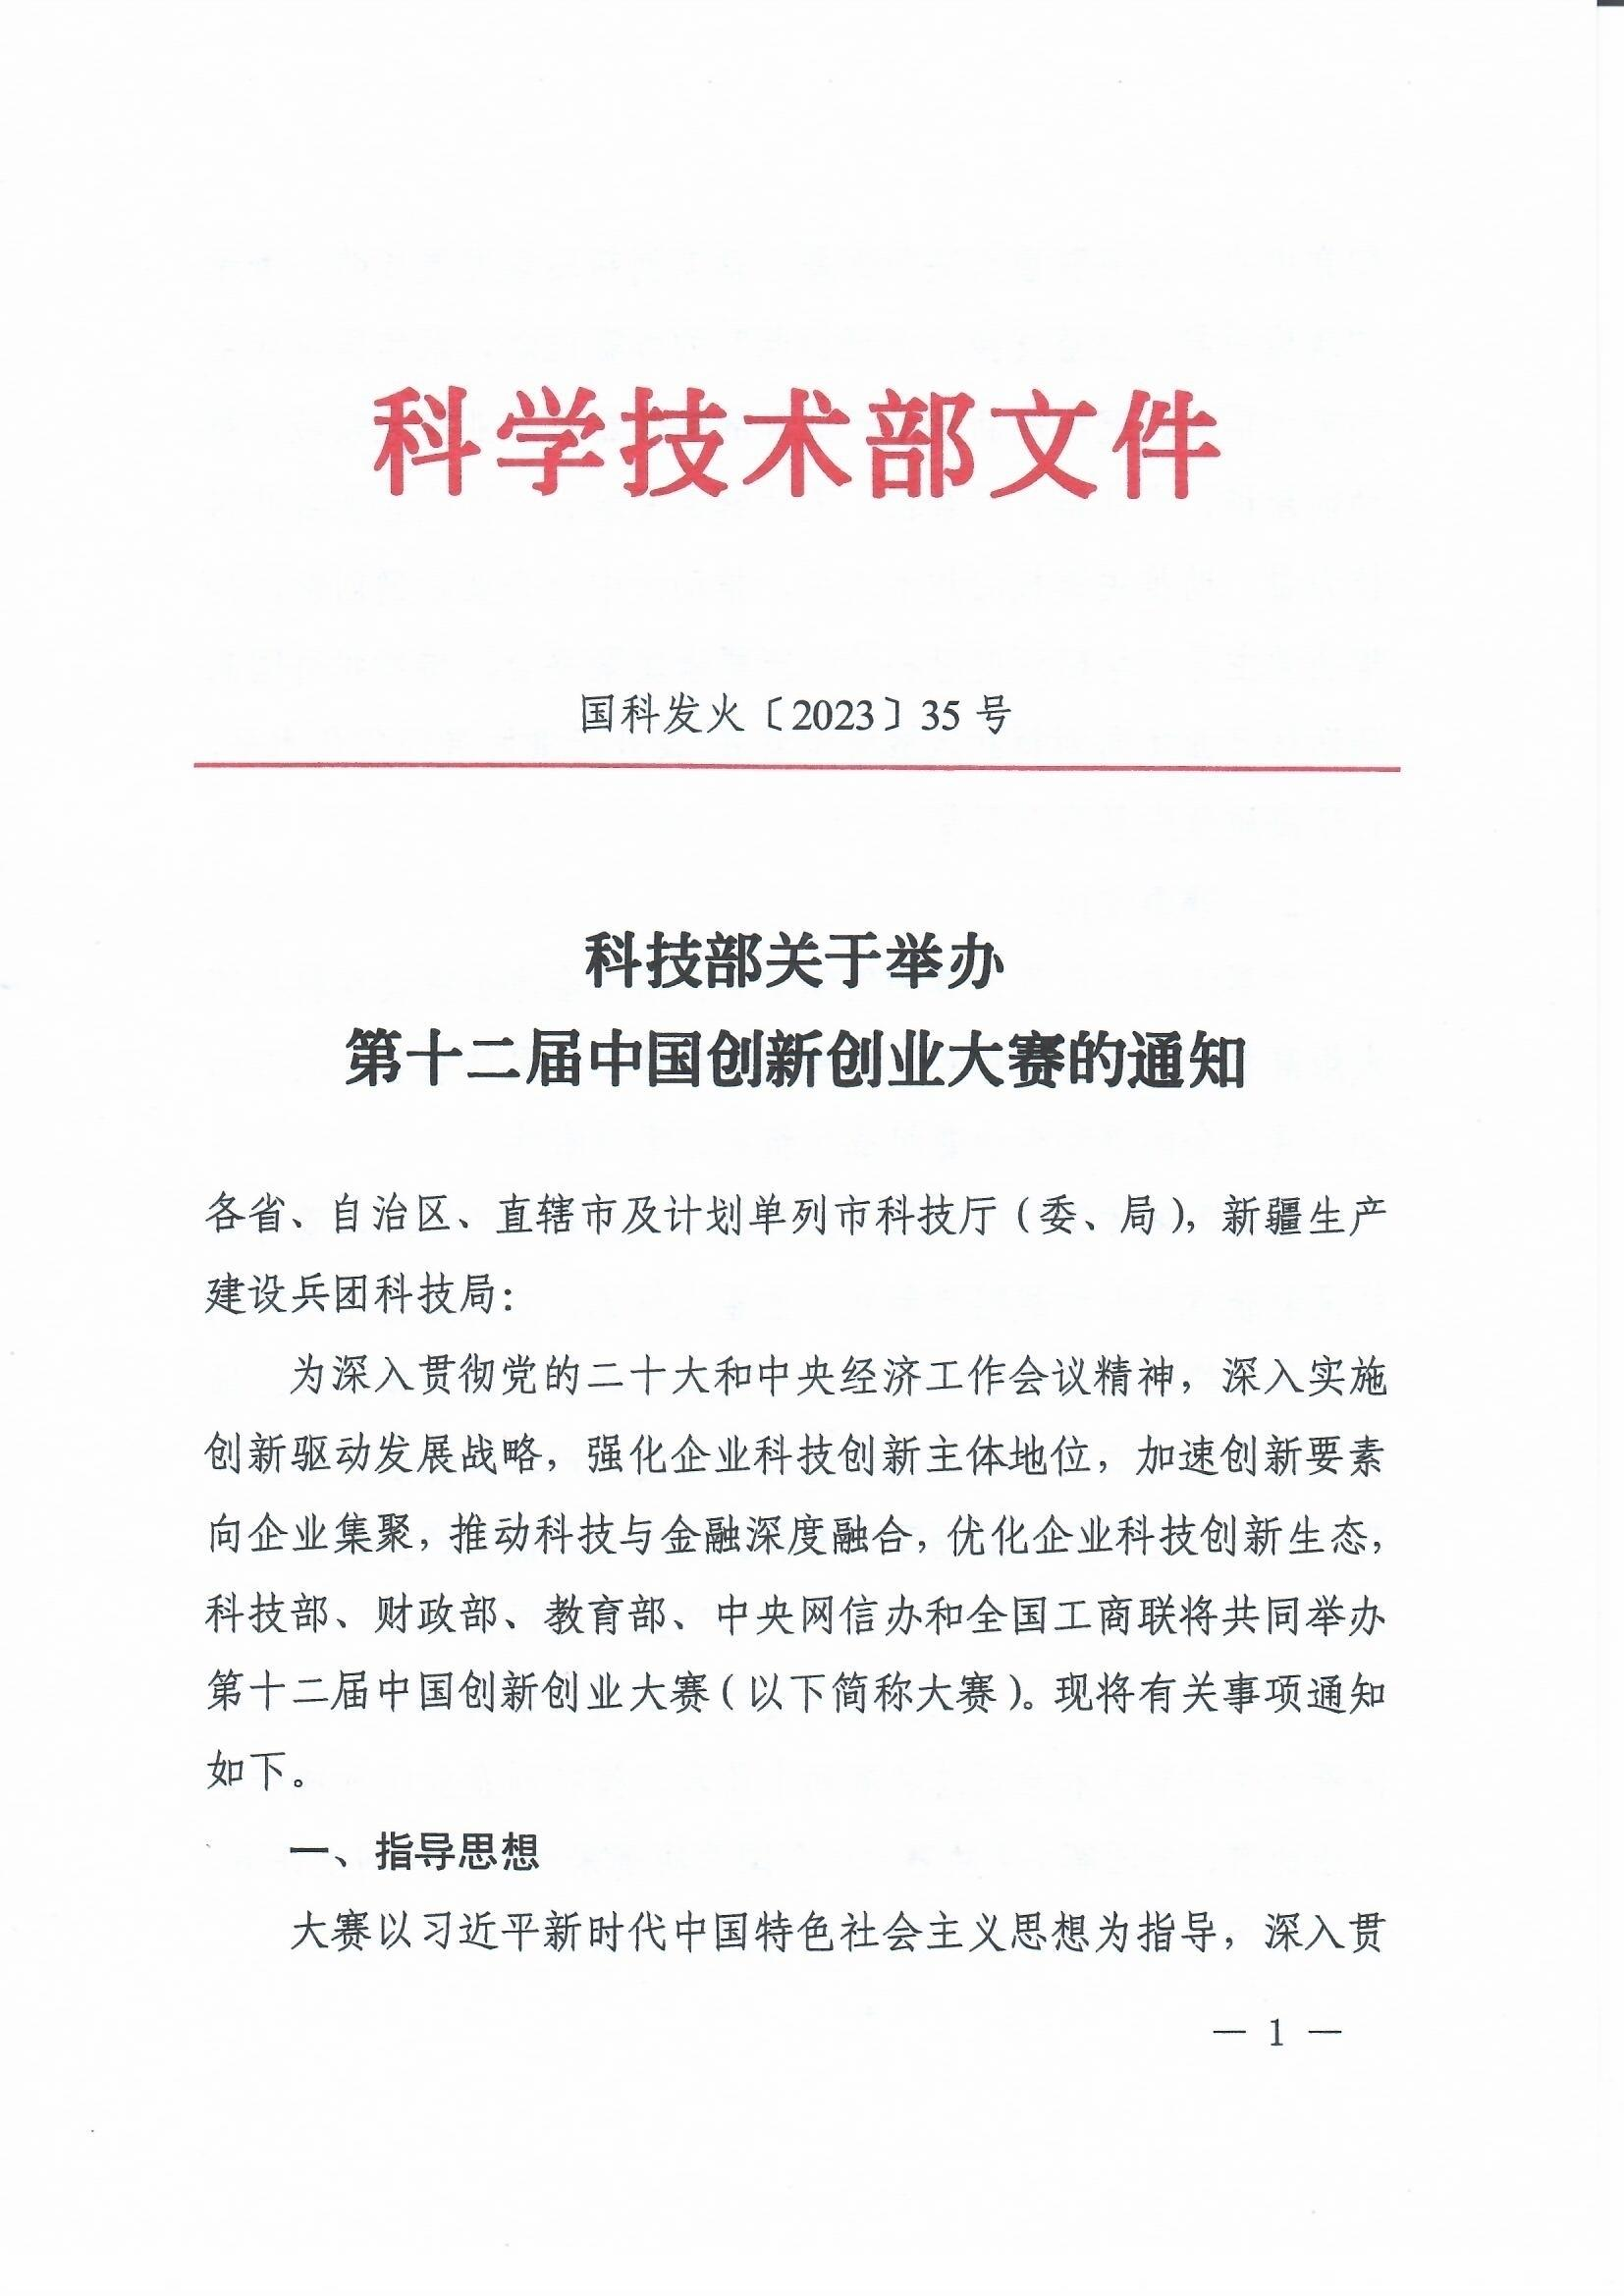 科学技术部文件
国科发火〔2023〕35 号
科技部关于举办
第十二届中国创新创业大赛的通知
各省、自治区、直辖市及计划单列市科技厅（委、局），新疆生产
建设兵团科技局：
为深入贯彻党的二十大和中央经济工作会议精神，深入实施
创新驱动发展战略，强化企业科技创新主体地位，加速创新要素
向企业集聚，推动科技与金融深度融合，优化企业科技创新生态，
科技部、财政部、教育部、中央网信办和全国工商联将共同举办
第十二届中国创新创业大赛（以下简称大赛）。现将有关事项通知
如下。
一、指导思想
大赛以习近平新时代中国特色社会主义思想为指导，深入贯
— 1 —